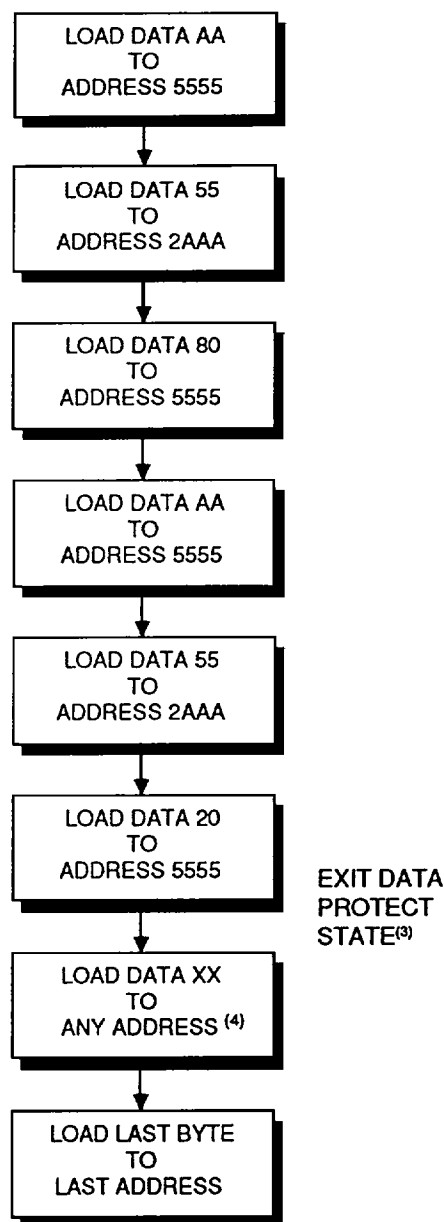 LOAD DATA AA
TO
ADDRESS 5555
LOAD DATA 55
TO
ADDRESS 2AAA
LOAD DATA 80
TO
ADDRESS 5555
LOAD DATA AA
TO
ADDRESS 5555
LOAD DATA 55
TO
ADDRESS 2AAA
LOAD DATA 20
TO
ADDRESS 5555
EXIT DATA
PROTECT
STATE(3)
LOAD DATA XX
TO
ANY ADDRESS (4)
LOAD LAST BYTE
TO
LAST ADDRESS